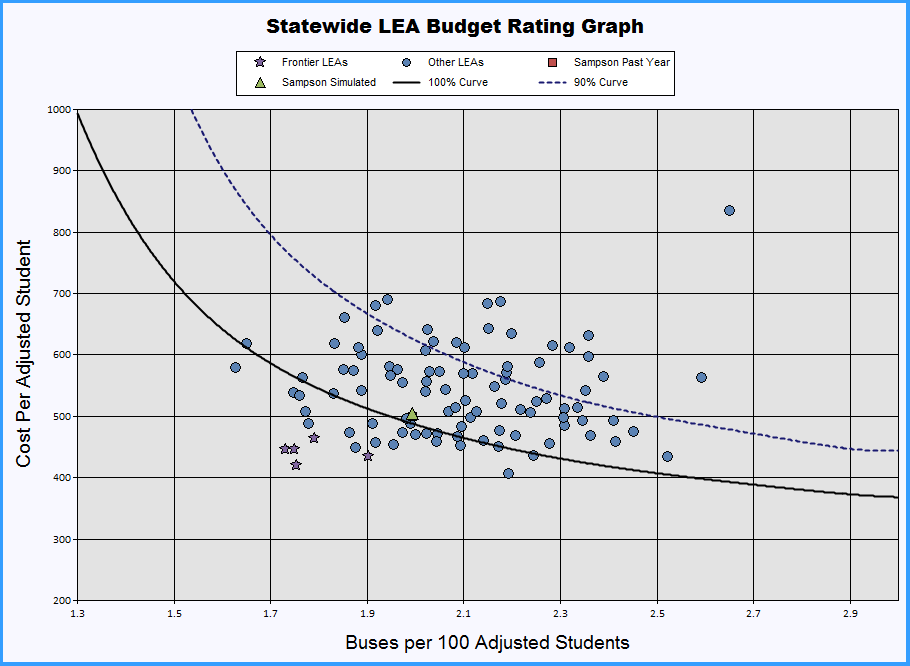 Statewide LEA Budget Rating Graph
Frontier LEAs Other LEAs Sampson Past Year
Sampson Simulated 100% Curve 90% Curve
Cost Per Adjusted Student
1000
900
800
700
600
500
400
300
200
1.3 1.5 1.7 1.9 2.1 2.3 2.5 2.7 2.9
Buses per 100 Adjusted Students